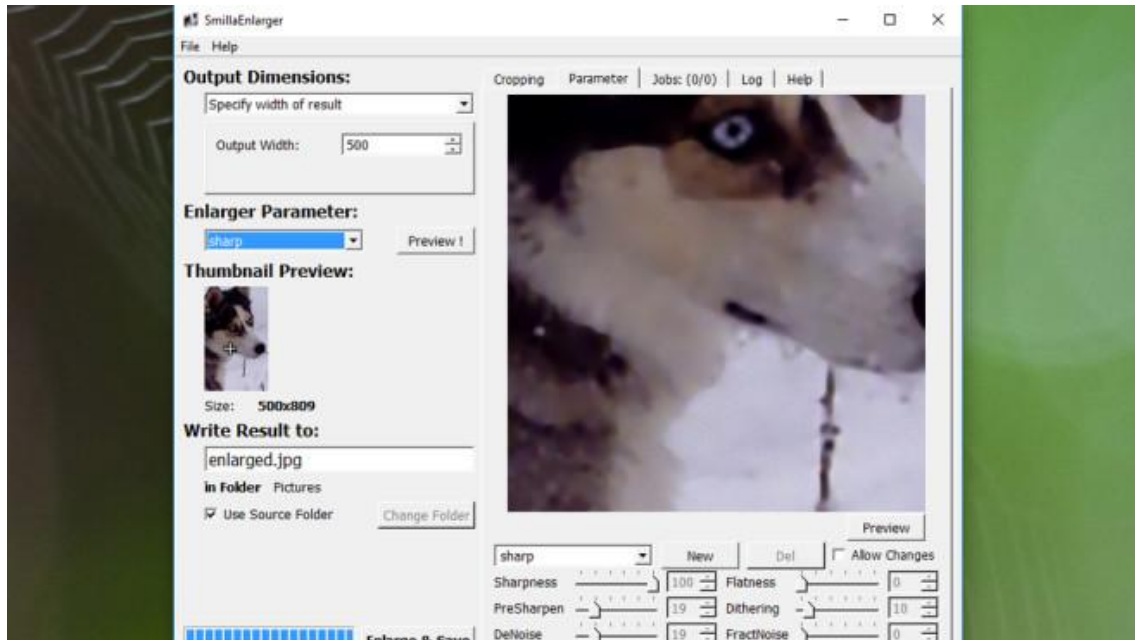 SmillaEnlarger
File Help
Output Dimensions:
Specify width of result
Output Width: 500
Enlarger Parameter:
sharp
Preview !
Thumbnail Preview:
Size: 500x809
Write Result to:
enlarged.jpg
in Folder Pictures
Use Source Folder
Change Folder
Enlarge & Save
Cropping Parameter Jobs: (0/0) Log Help
Preview
sharp New Del Allow Changes
Sharpness 100 Flatness 0
PreSharpen 19 Dithering 10
DeNoise 19 FractNoise 0